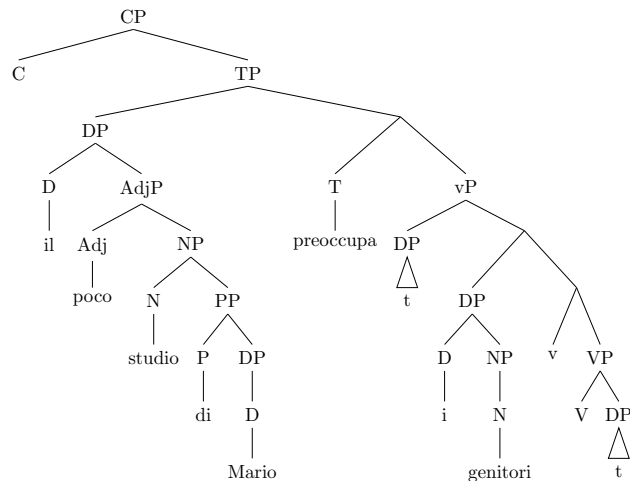 CP
C TP
DP
D AdjP T vP
il Adj NP preoccupa DP
poco N PP t DP
studio P DP D NP v VP
di D i N V DP
Mario genitori t